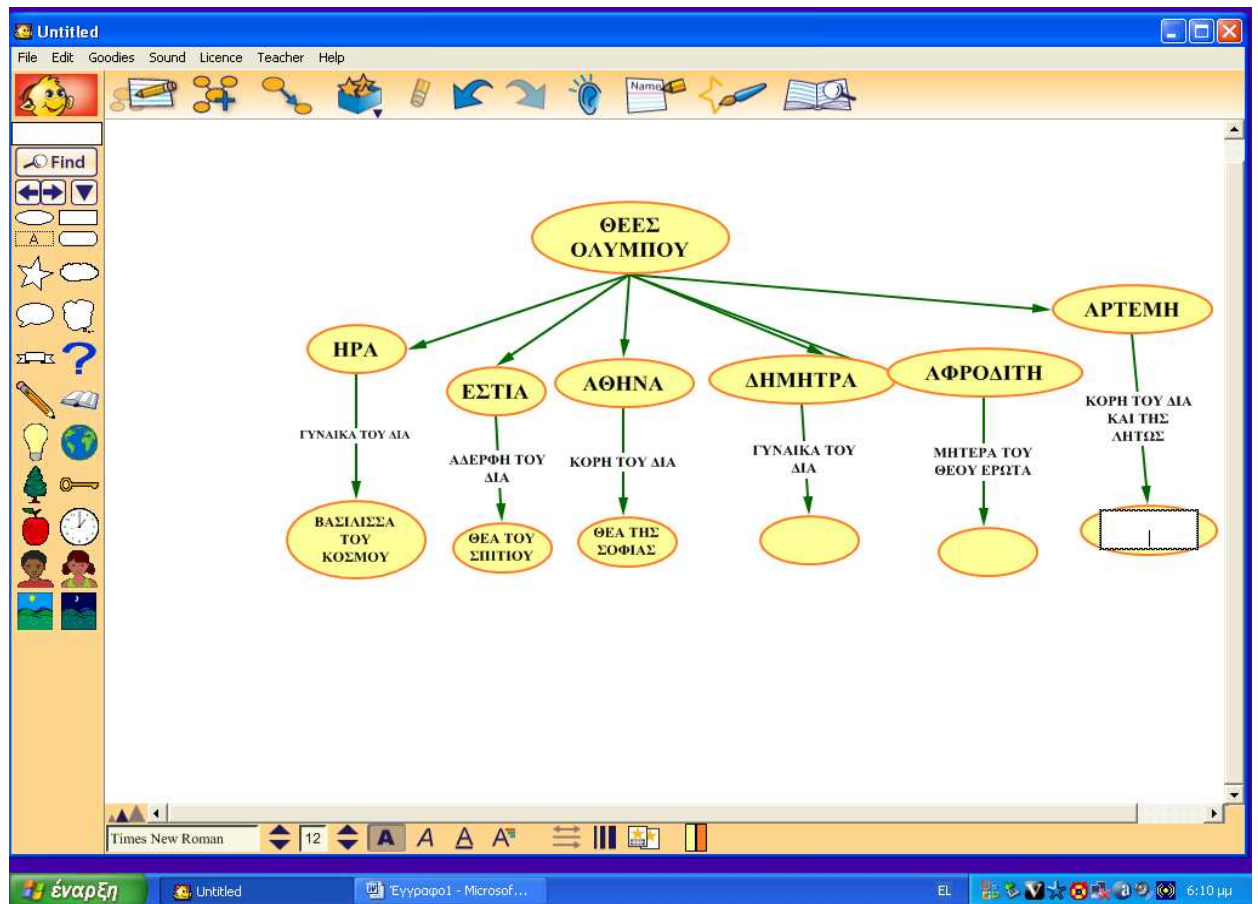 Untitled
File Edit Goodies Sound Licence Teacher Help
Name
Find
A
ΘΕΕΣ
ΟΛΥΜΠΟΥ
ΗΡΑ
ΕΣΤΙΑ
ΑΘΗΝΑ
ΔΗΜΗΤΡΑ
ΑΦΡΟΔΙΤΗ
ΑΡΤΕΜΗ
ΓΥΝΑΙΚΑ ΤΟΥ ΔΙΑ
ΑΔΕΡΦΗ ΤΟΥ
ΔΙΑ
ΚΟΡΗ ΤΟΥ ΔΙΑ
ΓΥΝΑΙΚΑ ΤΟΥ
ΔΙΑ
ΜΗΤΕΡΑ ΤΟΥ
ΘΕΟΥ ΕΡΩΤΑ
ΚΟΡΗ ΤΟΥ ΔΙΑ
ΚΑΙ ΤΗΣ
ΛΗΤΩΣ
ΒΑΣΙΛΙΣΣΑ
ΤΟΥ
ΚΟΣΜΟΥ
ΘΕΑ ΤΟΥ
ΣΠΙΤΙΟΥ
ΘΕΑ ΤΗΣ
ΣΟΦΙΑΣ
Times New Roman 12 A A A A
έναρξη Untitled Έγγραφο1 - Microsof... EL 6:10 μμ